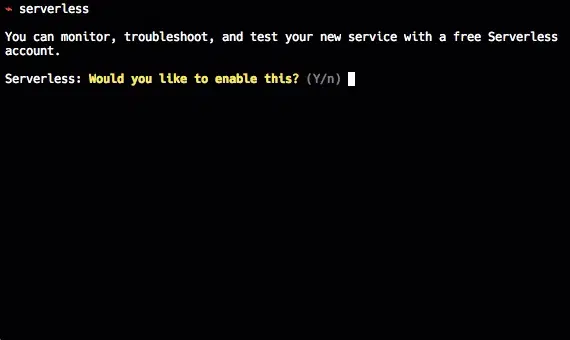 ⌁ serverless
You can monitor, troubleshoot, and test your new service with a free Serverless
account.
Serverless: Would you like to enable this? (Y/n)